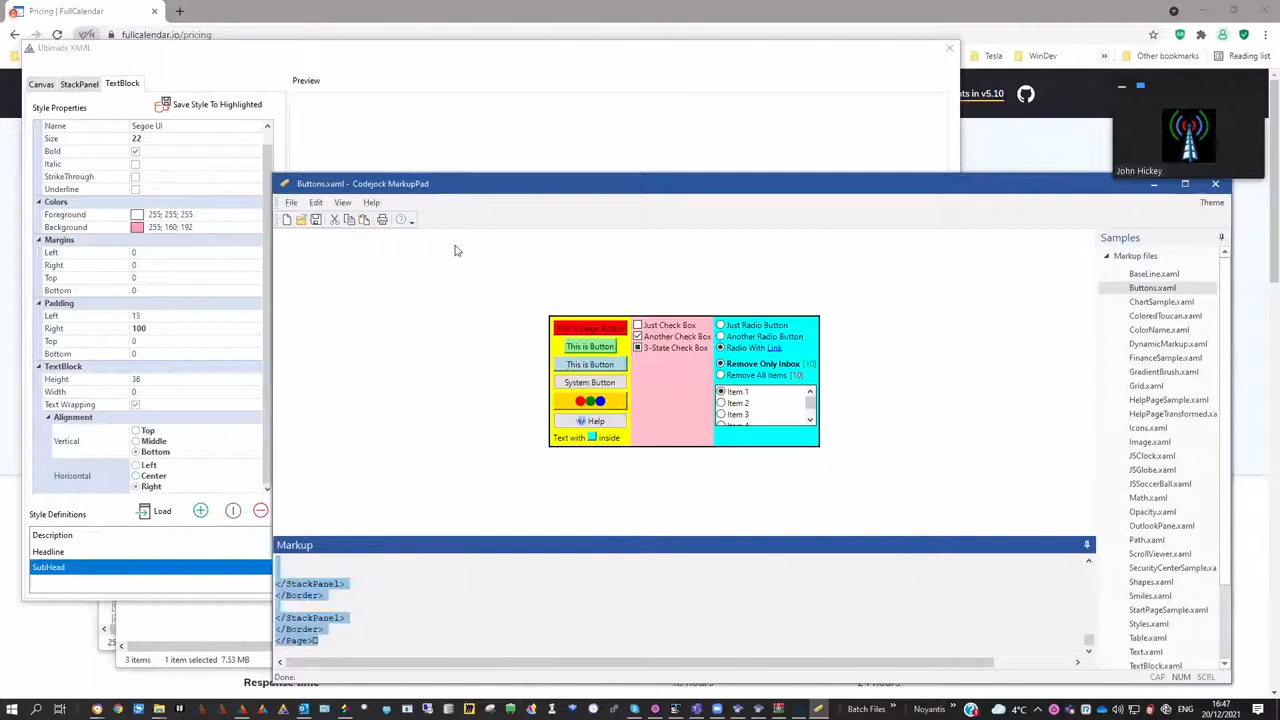 Pricing | FullCalendar
fullcalendar.io/pricing
Tesla
WinDev
Other bookmarks
Reading list
Ultimate XAML
Canvas
StackPanel
TextBlock
Preview
nts in v5.10
Style Properties
Save Style To Highlighted
Name Segoe UI
Size 22
Bold
Italic
StrikeThrough
Underline
Colors
Foreground 255; 255; 255
Background 255; 160; 192
Margins
Left 0
Right 0
Top 0
Bottom 0
Padding
Left 13
Right 100
Top 0
Bottom 0
TextBlock
Height 36
Width 0
Text Wrapping
Alignment
Vertical
Top
Middle
Bottom
Horizontal
Left
Center
Right
Style Definitions
Load
Description
Headline
SubHead
3 items 1 item selected 7.53 MB
John Hickey
Buttons.xaml - Codejock MarkupPad
File Edit View Help
Theme
This is Button
This is Button
System Button
Help
Text with inside
Just Check Box
Another Check Box
3-State Check Box
Just Radio Button
Another Radio Button
Radio With Link
Remove Only Inbox [10]
Remove All Items [10]
Item 1
Item 2
Item 3
Samples
Markup files
BaseLine.xaml
Buttons.xaml
ChartSample.xaml
ColoredToucan.xaml
ColorName.xaml
DynamicMarkup.xaml
FinanceSample.xaml
GradientBrush.xaml
Grid.xaml
HelpPageSample.xaml
HelpPageTransformed.xa
Icons.xaml
Image.xaml
JSClock.xaml
JSGlobe.xaml
JSSoccerBall.xaml
Math.xaml
Opacity.xaml
OutlookPane.xaml
Path.xaml
ScrollViewer.xaml
SecurityCenterSample.xa
Shapes.xaml
Smiles.xaml
StartPageSample.xaml
Styles.xaml
Table.xaml
Text.xaml
TextBlock.xaml
Markup
</StackPanel>
</Border>
</StackPanel>
</Border>
</Page>
Done.
CAP NUM SCRL
Response time
Batch Files
Noyantis
ENG
16:47
20/12/2021